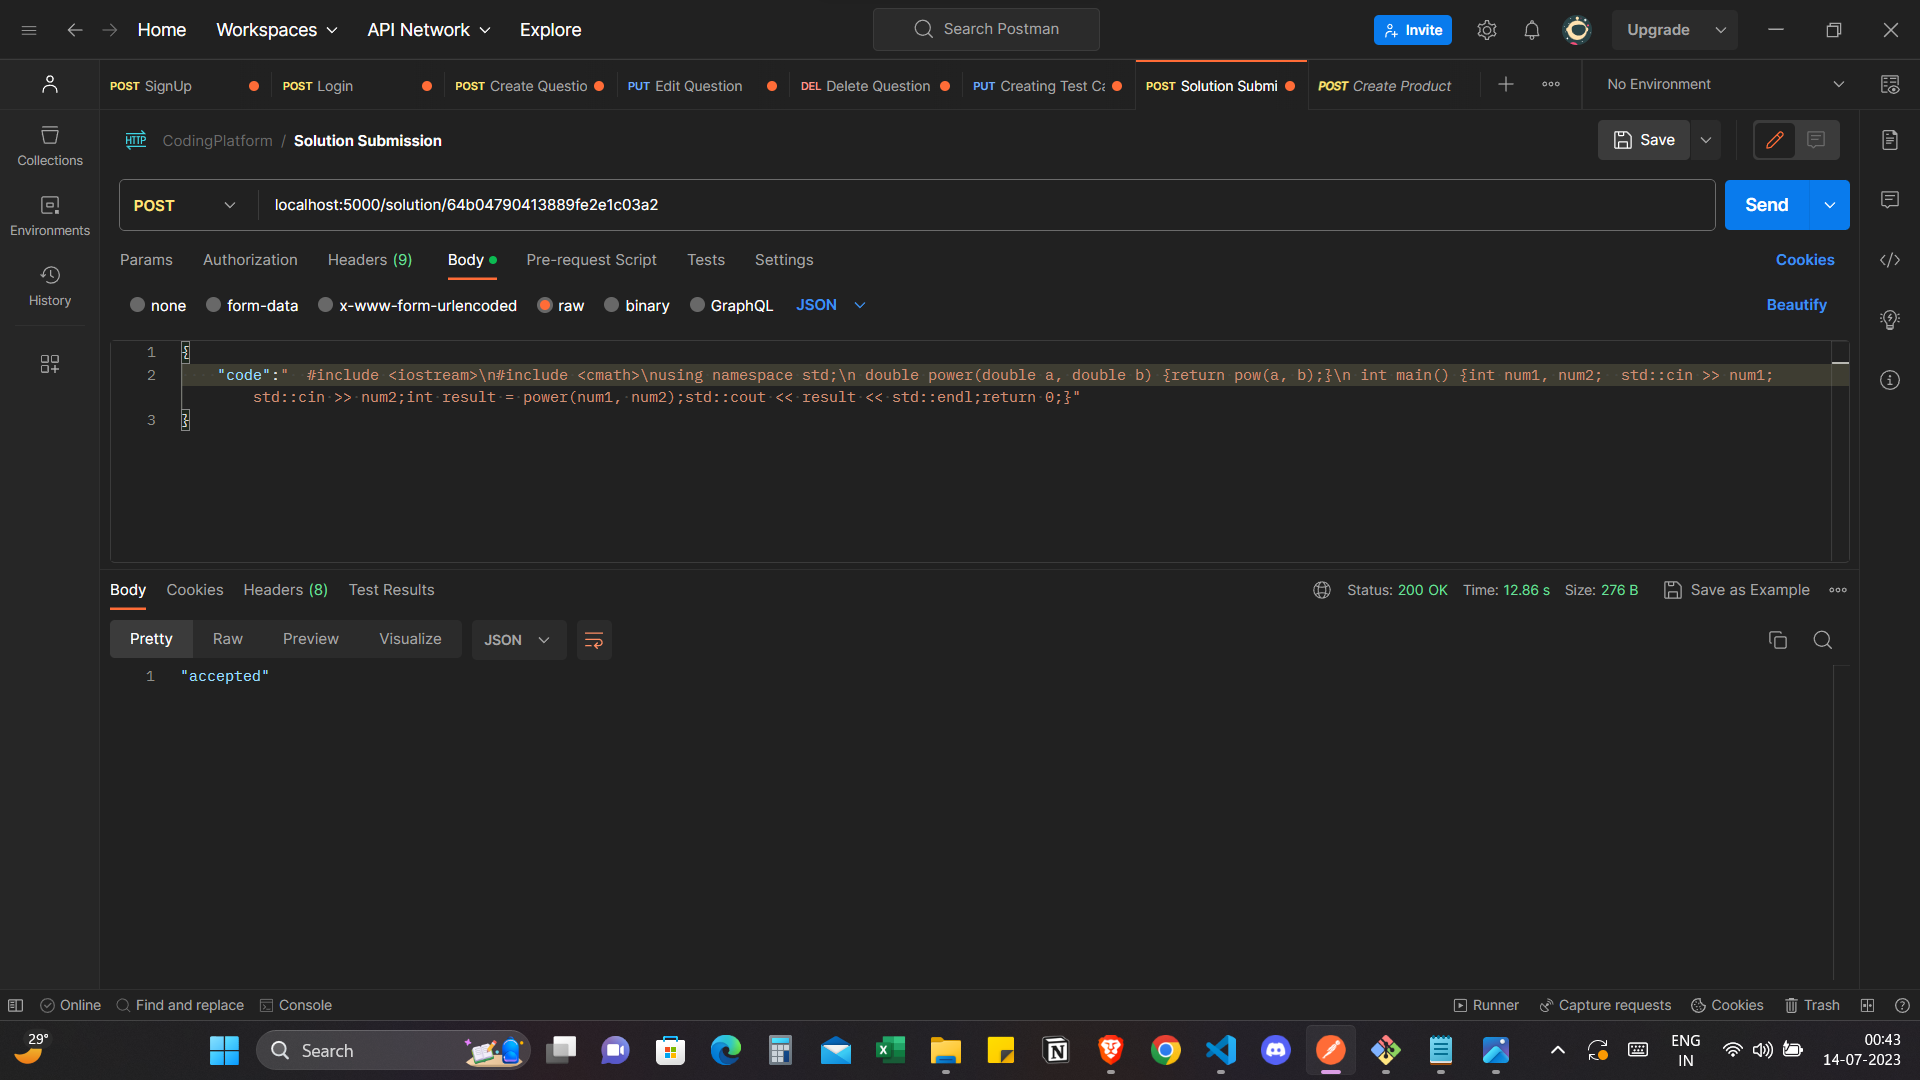 Home Workspaces API Network Explore Search Postman Invite Upgrade
POST SignUp POST Login POST Create Questio PUT Edit Question DEL Delete Question PUT Creating Test Ca POST Solution Submi POST Create Product No Environment
HTTP CodingPlatform / Solution Submission Save
Collections
POST localhost:5000/solution/64b04790413889fe2e1c03a2 Send
Environments
Params Authorization Headers (9) Body Pre-request Script Tests Settings Cookies
History
none form-data x-www-form-urlencoded raw binary GraphQL JSON Beautify
1 {
2 "code":"  #include <iostream>\n#include <cmath>\nusing namespace std;\n double power(double a, double b) {return pow(a, b);}\n int main() {int num1, num2;  std::cin >> num1;
std::cin >> num2;int result = power(num1, num2);std::cout << result << std::endl;return 0;}"
3 }
Body Cookies Headers (8) Test Results Status: 200 OK Time: 12.86 s Size: 276 B Save as Example
Pretty Raw Preview Visualize JSON
1 "accepted"
Online Find and replace Console Runner Capture requests Cookies Trash
29° Search ENG IN 00:43
14-07-2023